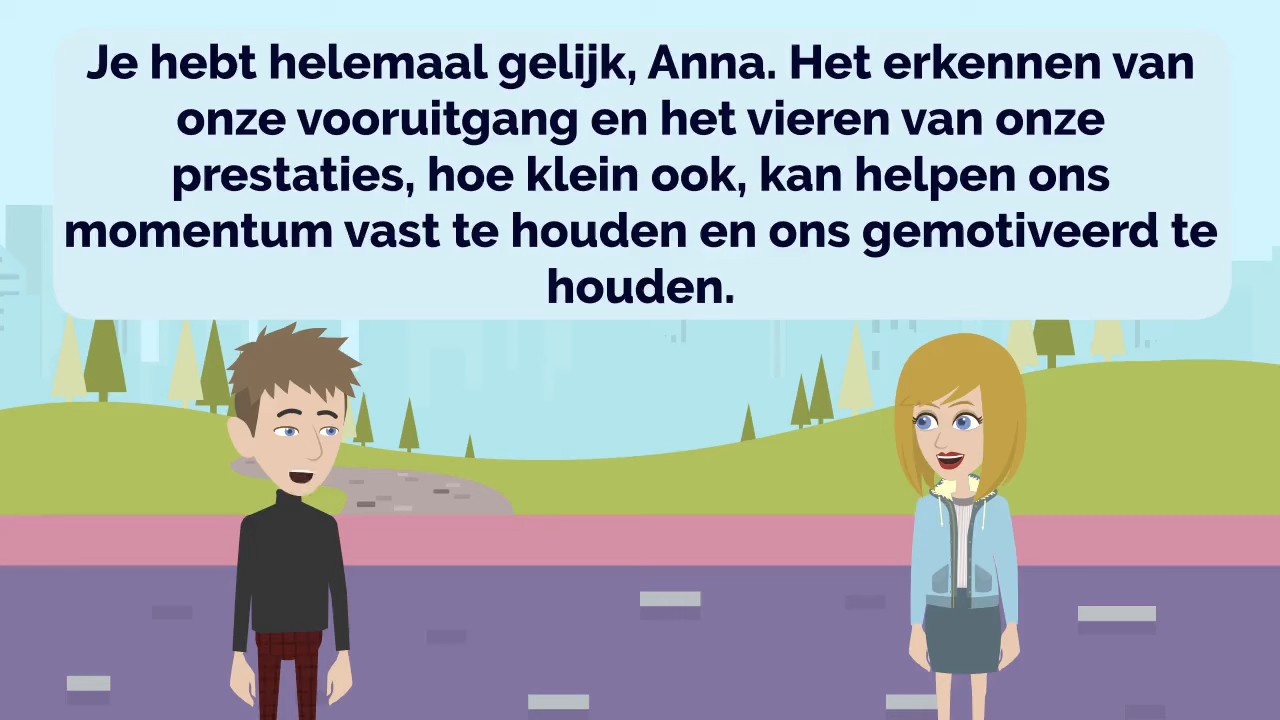 Je hebt helemaal gelijk, Anna. Het erkennen van
onze vooruitgang en het vieren van onze
prestaties, hoe klein ook, kan helpen ons
momentum vast te houden en ons gemotiveerd te
houden.